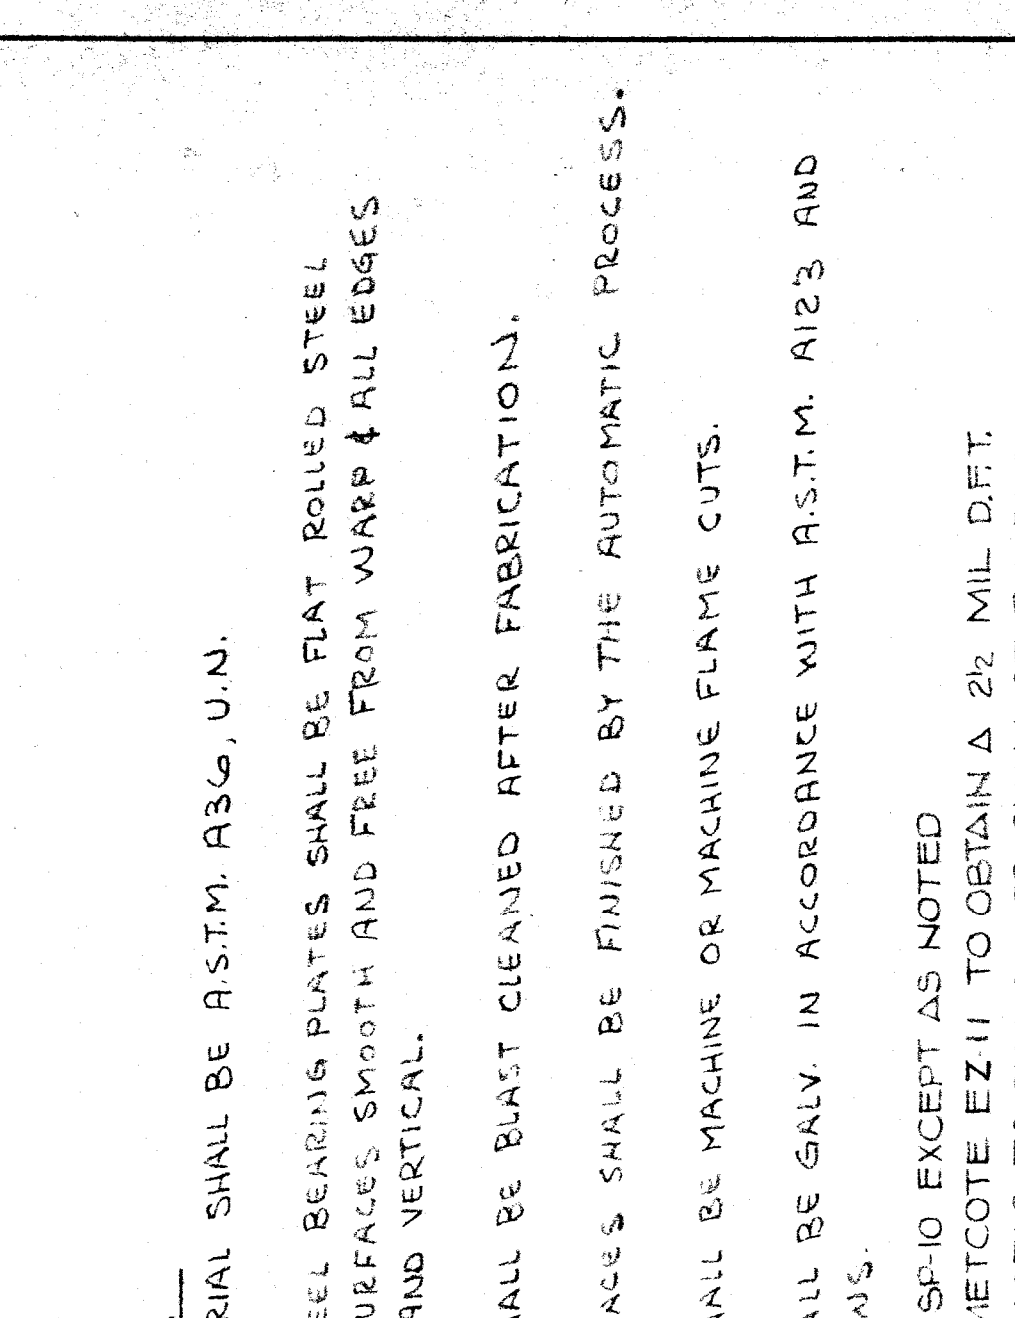 RIAL SHALL BE A.S.T.M. A36, U.N.
EEL BEARING PLATES SHALL BE FLAT ROLLED STEEL
URFACES SMOOTH AND FREE FROM WARP & ALL EDGES
AND VERTICAL.
ALL BE BLAST CLEANED AFTER FABRICATION.
ACES SHALL BE FINISHED BY THE AUTOMATIC PROCESS.
ALL BE MACHINE OR MACHINE FLAME CUTS.
ALL BE GALV. IN ACCORDANCE WITH A.S.T.M. A123 AND
NS.
SP-10 EXCEPT AS NOTED
METCOTE EZ-11 TO OBTAIN A 2½ MIL D.F.T.